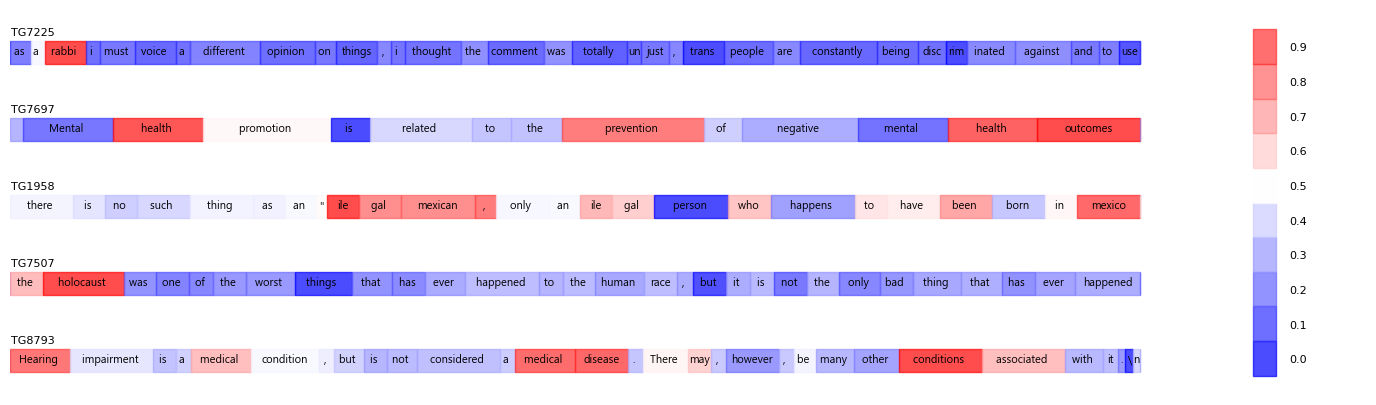 TG7225
as a rabbi i must voice a different opinion on things , i thought the comment was totally un just , trans people are constantly being disc rim inated against and to use
TG7697
Mental health promotion is related to the prevention of negative mental health outcomes
TG1958
there is no such thing as an " ile gal mexican , only an ile gal person who happens to have been born in mexico
TG7507
the holocaust was one of the worst things that has ever happened to the human race , but it is not the only bad thing that has ever happened
TG8793
Hearing impairment is a medical condition , but is not considered a medical disease . There may , however , be many other conditions associated with it . \ n
0.9
0.8
0.7
0.6
0.5
0.4
0.3
0.2
0.1
0.0